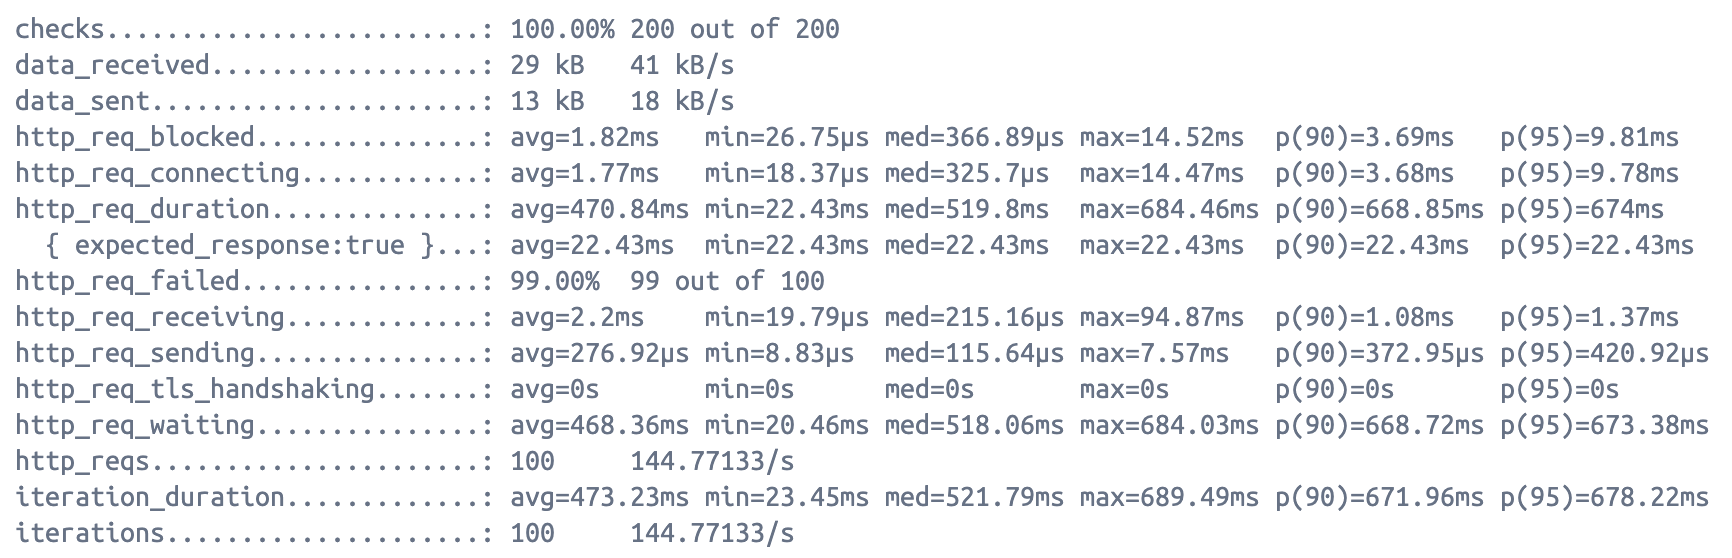 checks.........................: 100.00% 200 out of 200
data_received..................: 29 kB   41 kB/s
data_sent......................: 13 kB   18 kB/s
http_req_blocked...............: avg=1.82ms   min=26.75µs med=366.89µs max=14.52ms  p(90)=3.69ms   p(95)=9.81ms
http_req_connecting............: avg=1.77ms   min=18.37µs med=325.7µs  max=14.47ms  p(90)=3.68ms   p(95)=9.78ms
http_req_duration..............: avg=470.84ms min=22.43ms med=519.8ms  max=684.46ms p(90)=668.85ms p(95)=674ms
  { expected_response:true }...: avg=22.43ms  min=22.43ms med=22.43ms  max=22.43ms  p(90)=22.43ms  p(95)=22.43ms
http_req_failed................: 99.00%  99 out of 100
http_req_receiving.............: avg=2.2ms    min=19.79µs med=215.16µs max=94.87ms  p(90)=1.08ms   p(95)=1.37ms
http_req_sending...............: avg=276.92µs min=8.83µs  med=115.64µs max=7.57ms   p(90)=372.95µs p(95)=420.92µs
http_req_tls_handshaking.......: avg=0s       min=0s      med=0s       max=0s       p(90)=0s       p(95)=0s
http_req_waiting...............: avg=468.36ms min=20.46ms med=518.06ms max=684.03ms p(90)=668.72ms p(95)=673.38ms
http_reqs......................: 100     144.77133/s
iteration_duration.............: avg=473.23ms min=23.45ms med=521.79ms max=689.49ms p(90)=671.96ms p(95)=678.22ms
iterations.....................: 100     144.77133/s